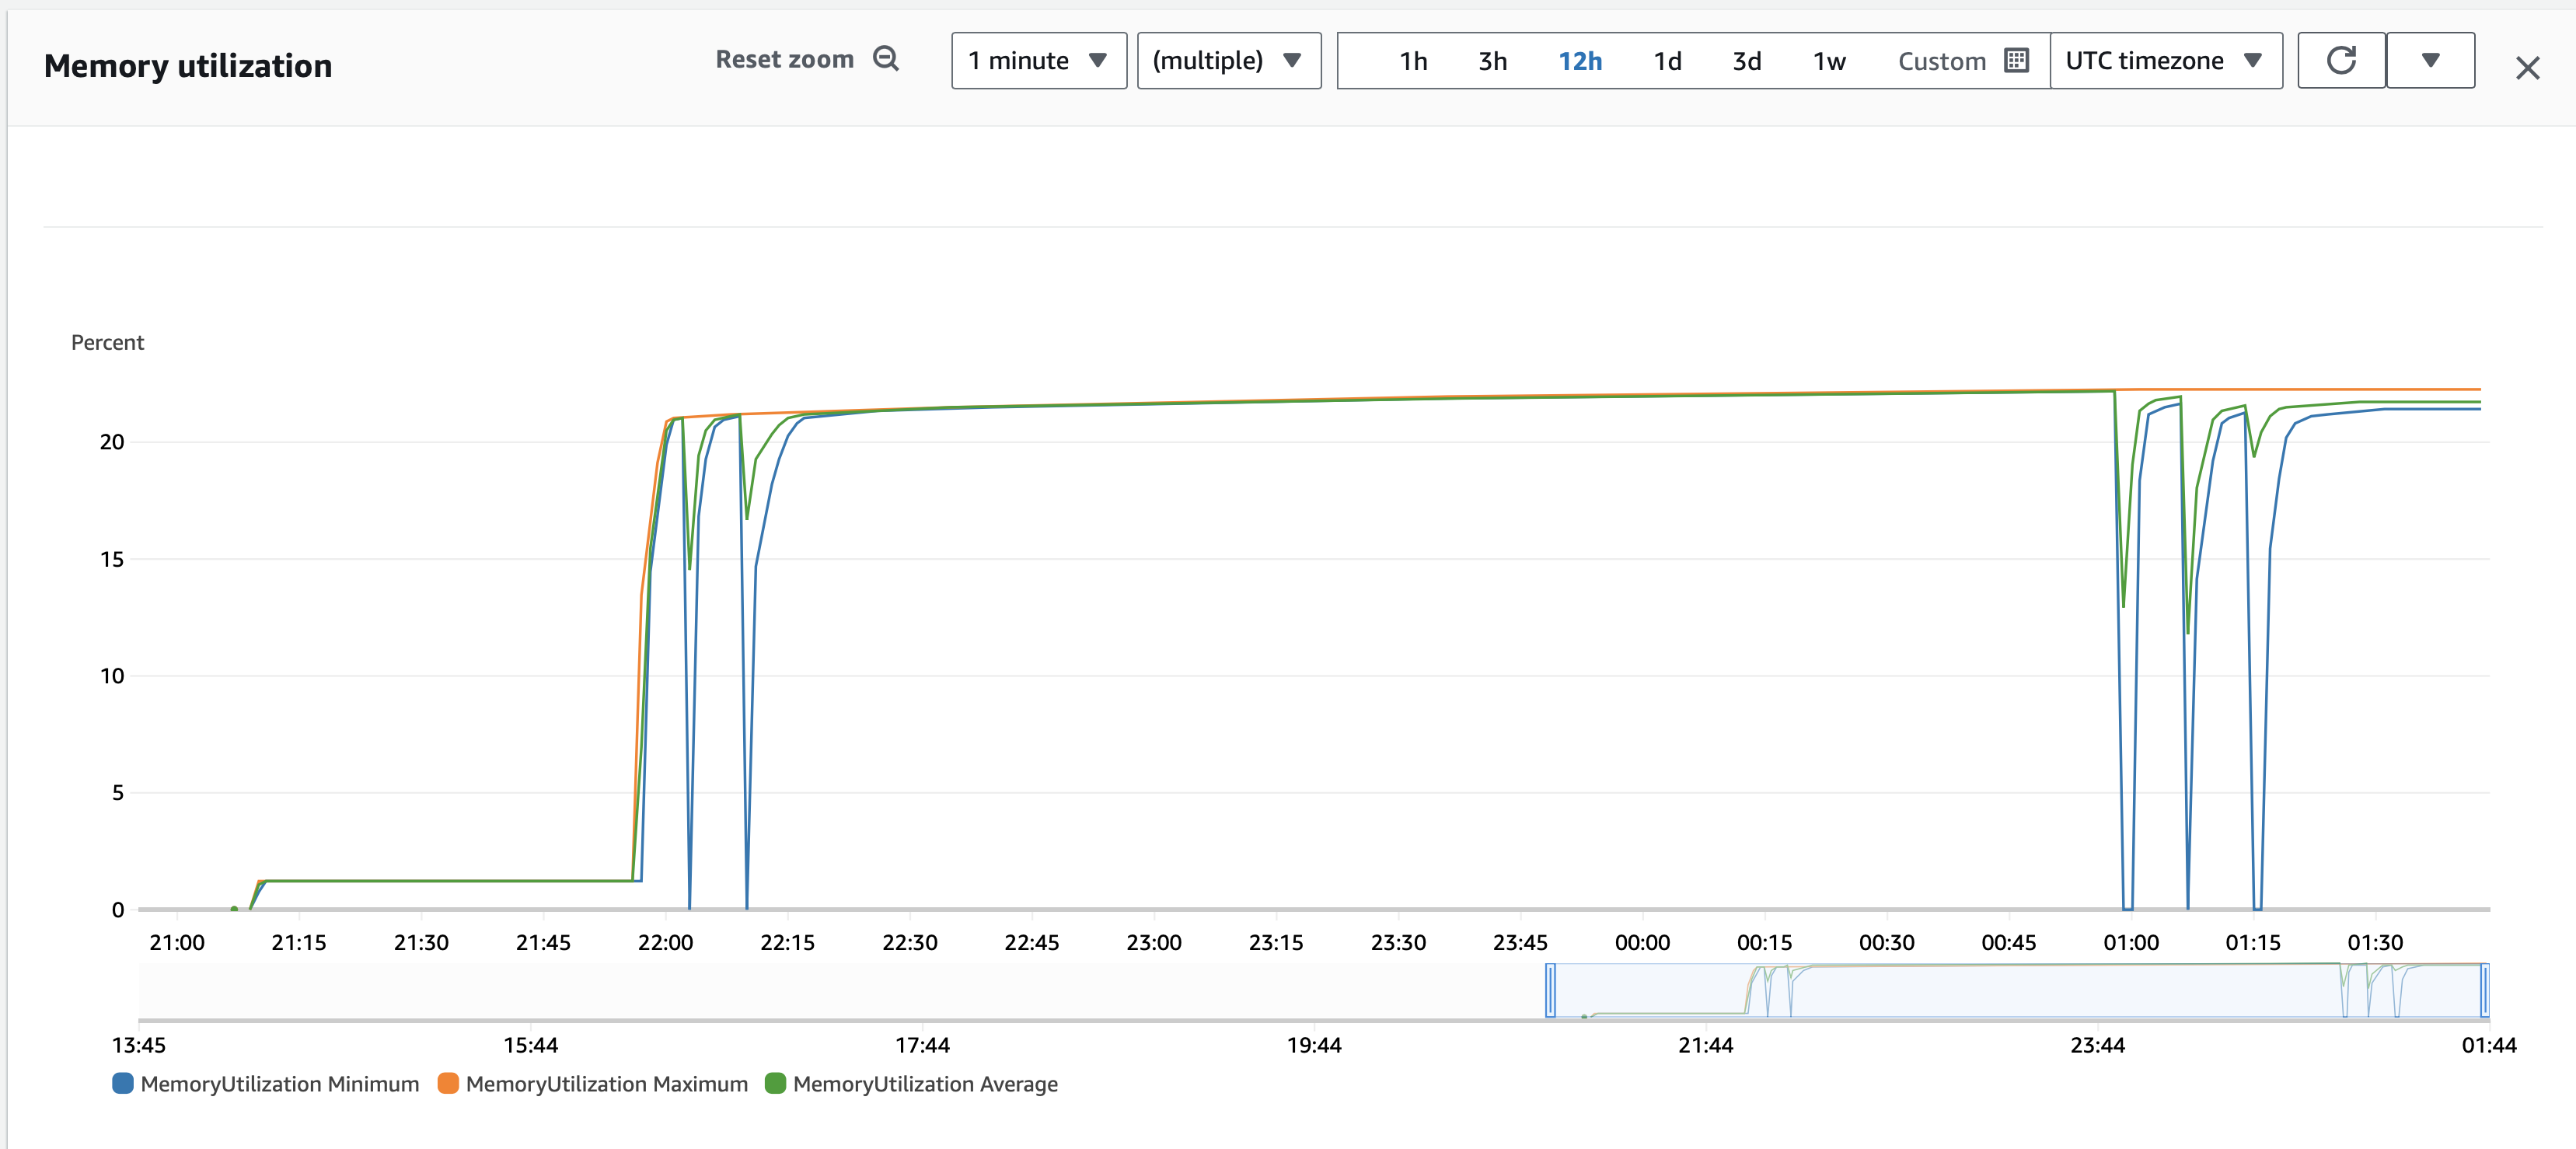 Memory utilization
Reset zoom
1 minute
(multiple)
1h 3h 12h 1d 3d 1w Custom
UTC timezone
Percent
20
15
10
5
0
21:00 21:15 21:30 21:45 22:00 22:15 22:30 22:45 23:00 23:15 23:30 23:45 00:00 00:15 00:30 00:45 01:00 01:15 01:30
13:45 15:44 17:44 19:44 21:44 23:44 01:44
MemoryUtilization Minimum MemoryUtilization Maximum MemoryUtilization Average